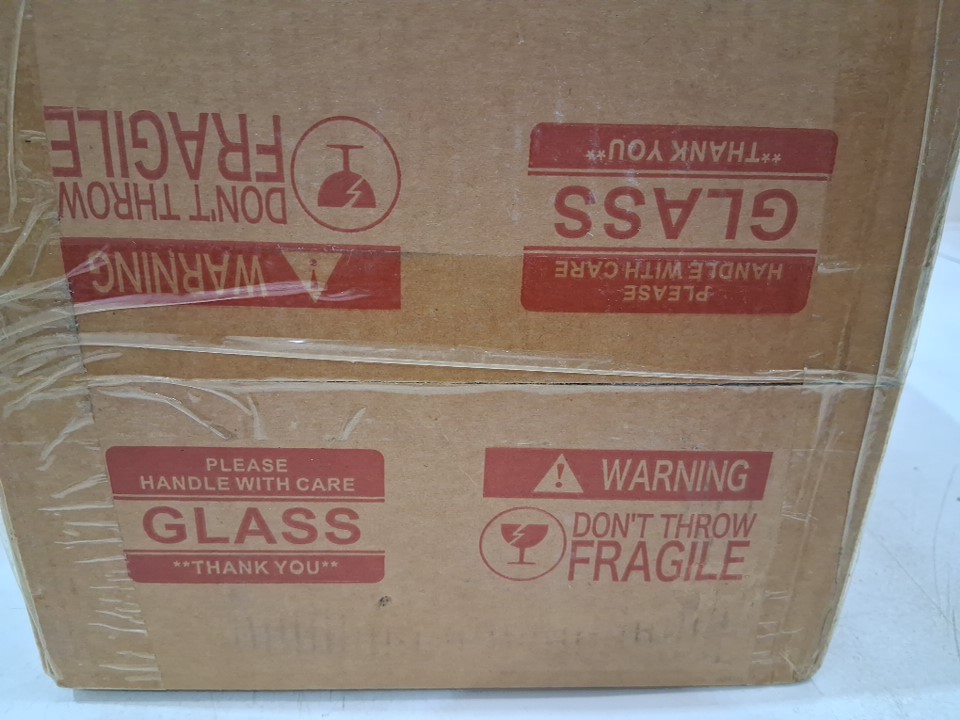 DON'T THROW
FRAGILE
WARNING
**THANK YOU**
GLASS
PLEASE
HANDLE WITH CARE
PLEASE
HANDLE WITH CARE
GLASS
**THANK YOU**
WARNING
DON'T THROW
FRAGILE